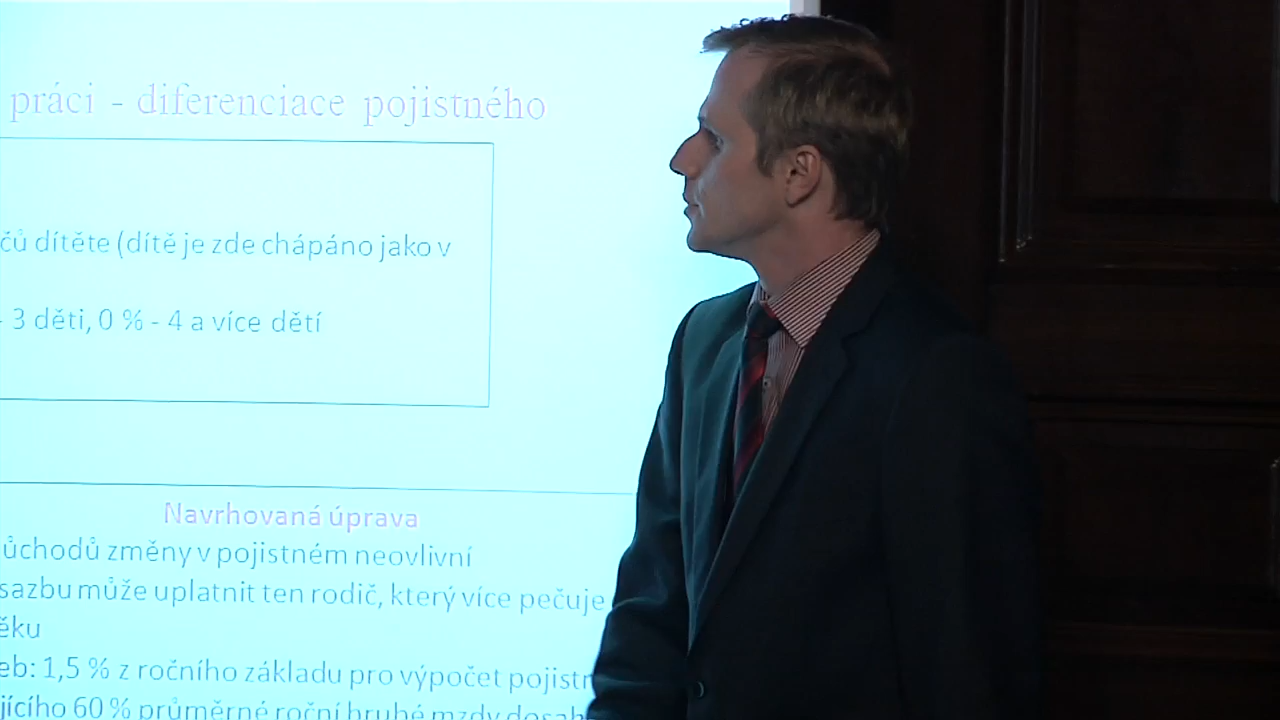 práci - diferenciace pojistného
čů dítěte (dítě je zde chápáno jako v
- 3 děti, 0 % - 4 a více dětí
Navrhovaná úprava
ůchodů změny v pojistném neovlivní
sazbu může uplatnit ten rodič, který více pečuje
ěku
eb: 1,5 % z ročního základu pro výpočet pojistn
jícího 60 % průměrné roční hrubé mzdy dosah